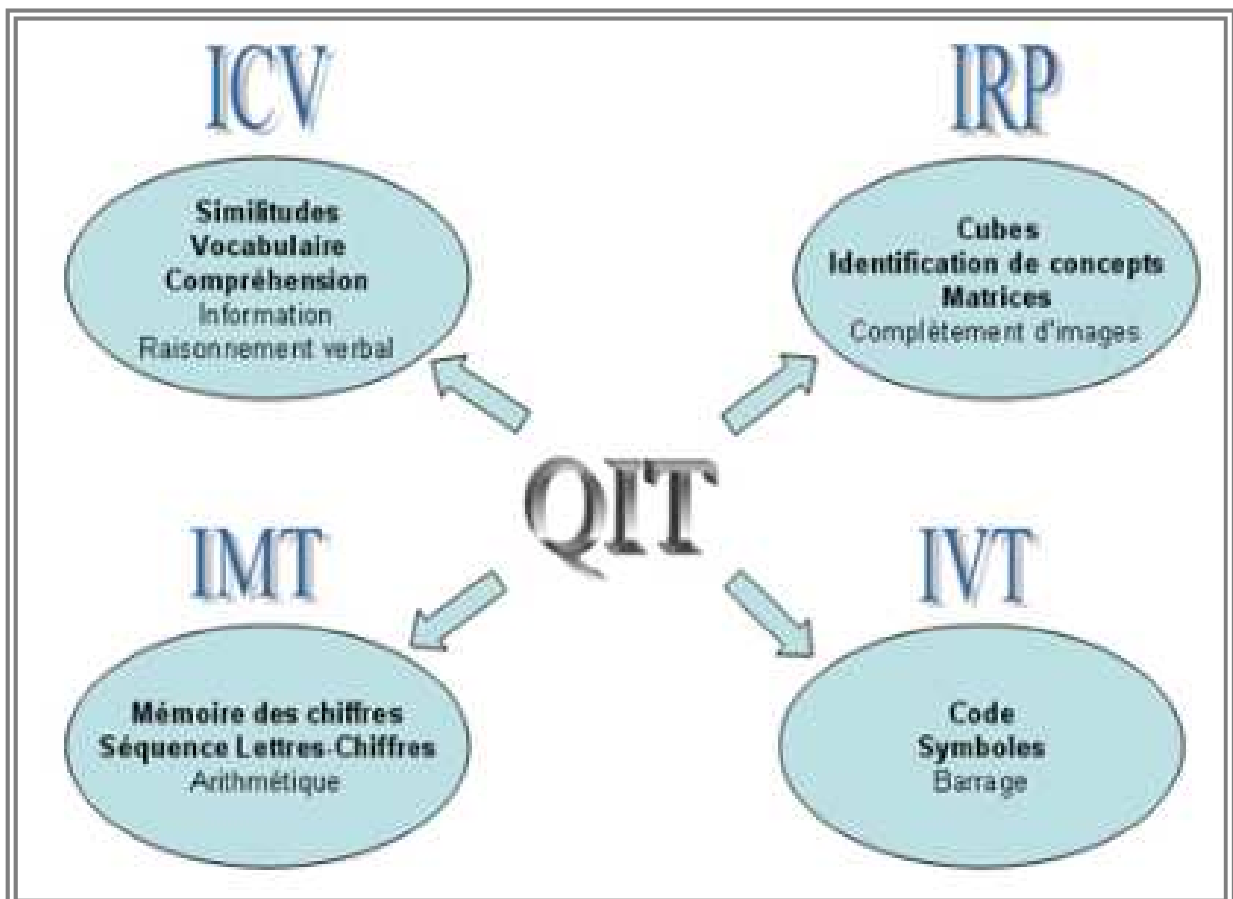 ICV
Similitudes
Vocabulaire
Compréhension
Information
Raisonnement verbal
IRP
Cubes
Identification de concepts
Matrices
Complètement d'images
QIT
IMT
Mémoire des chiffres
Séquence Lettres-Chiffres
Arithmétique
IVT
Code
Symboles
Barrage